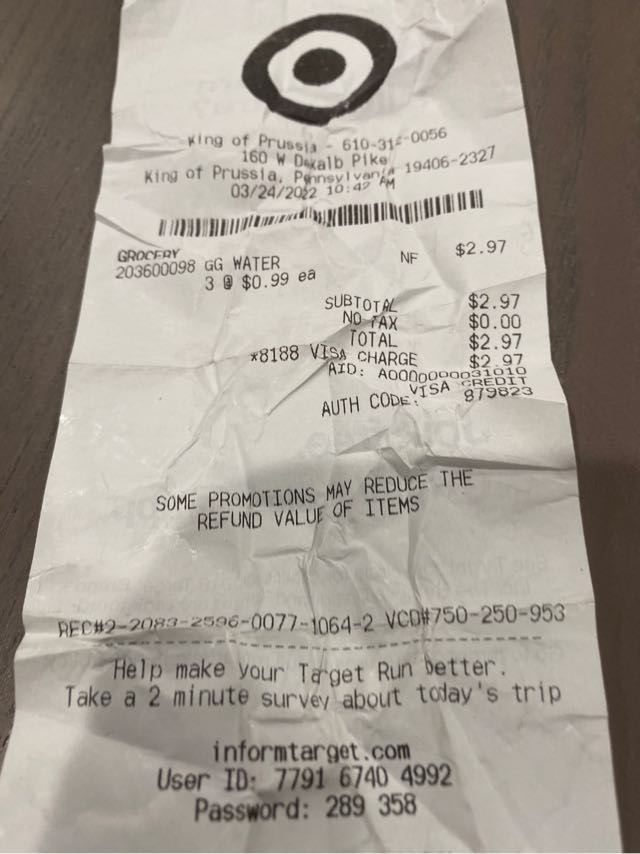 King of Prussia - 610-312-0056
160 W Dekalb Pike
King of Prussia, Pennsylvania 19406-2327
03/24/2022 10:42 AM
GROCERY
203600098 GG WATER NF $2.97
3 @ $0.99 ea
SUBTOTAL $2.97
NO TAX $0.00
TOTAL $2.97
*8188 VISA CHARGE $2.97
AID: A0000000031010
VISA CREDIT
AUTH CODE: 879823
SOME PROMOTIONS MAY REDUCE THE
REFUND VALUE OF ITEMS
REC#2-2083-2596-0077-1064-2 VCD#750-250-953
Help make your Target Run better.
Take a 2 minute survey about today's trip
informtarget.com
User ID: 7791 6740 4992
Password: 289 358